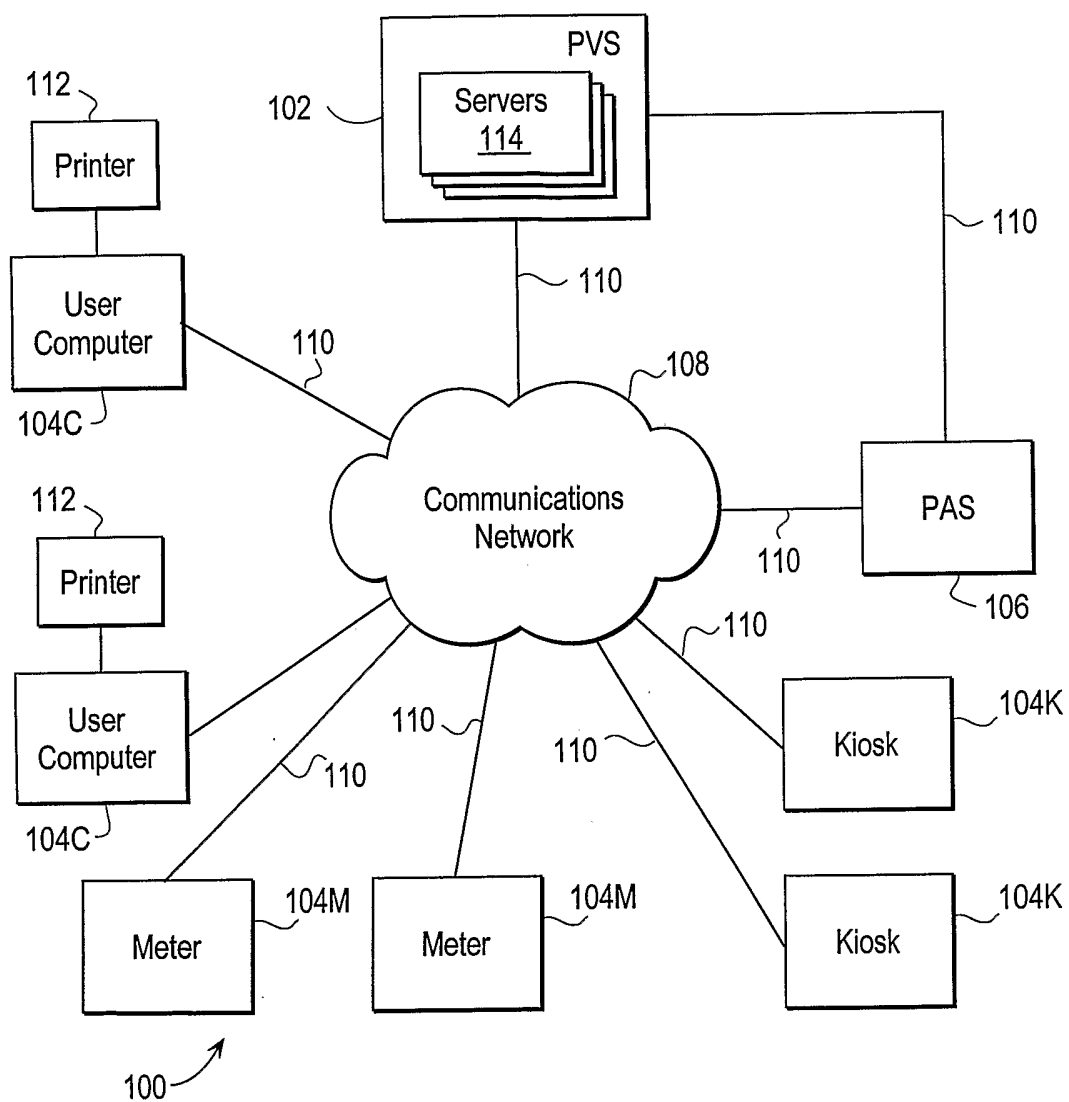 PVS
112
Servers
102
114
Printer
110
110
User
Computer
110
108
104C
Communications
Network
112
PAS
110
Printer
106
110
104K
User
Computer
110
110
Kiosk
110
104C
104M
104M
104K
Meter
Meter
Kiosk
100